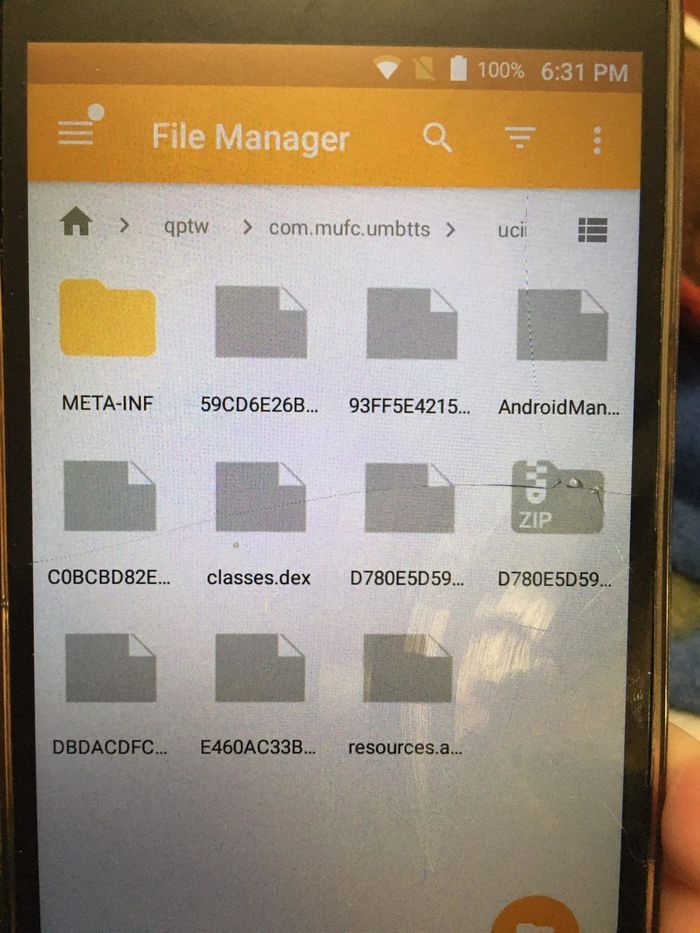 100% 6:31 PM
File Manager
qptw > com.mufc.umbtts >
META-INF 59CD6E26B... 93FF5E4215... AndroidMan...
ZIP
C0BCBD82E... classes.dex D780E5D59... D780E5D59...
DBDACDFC... E460AC33B... resources.a...